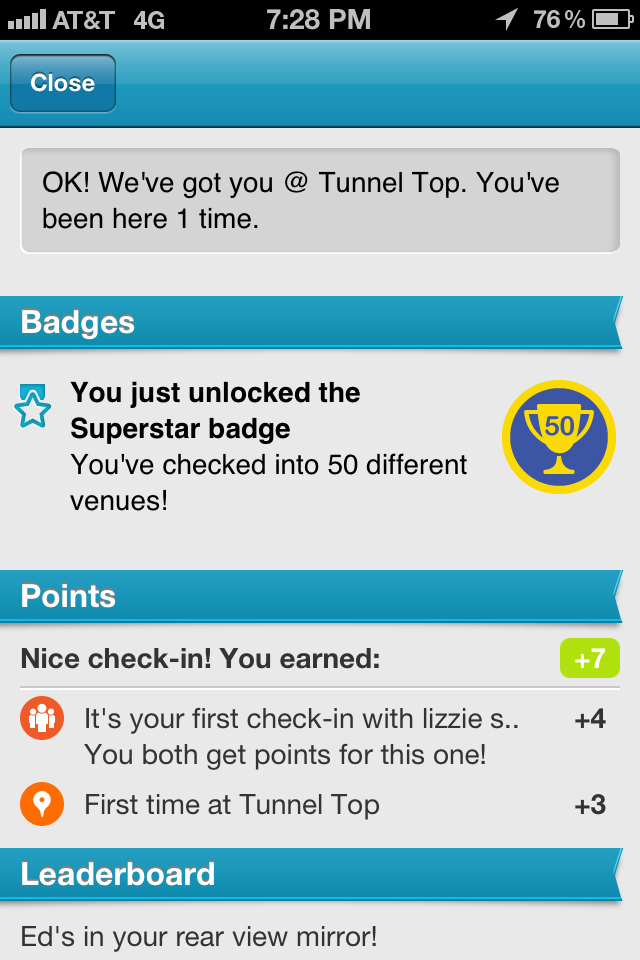 AT&T 4G 7:28 PM 76%
Close
OK! We've got you @ Tunnel Top. You've
been here 1 time.
Badges
You just unlocked the
Superstar badge
You've checked into 50 different
venues!
50
Points
Nice check-in! You earned: +7
It's your first check-in with lizzie s.. +4
You both get points for this one!
First time at Tunnel Top +3
Leaderboard
Ed's in your rear view mirror!